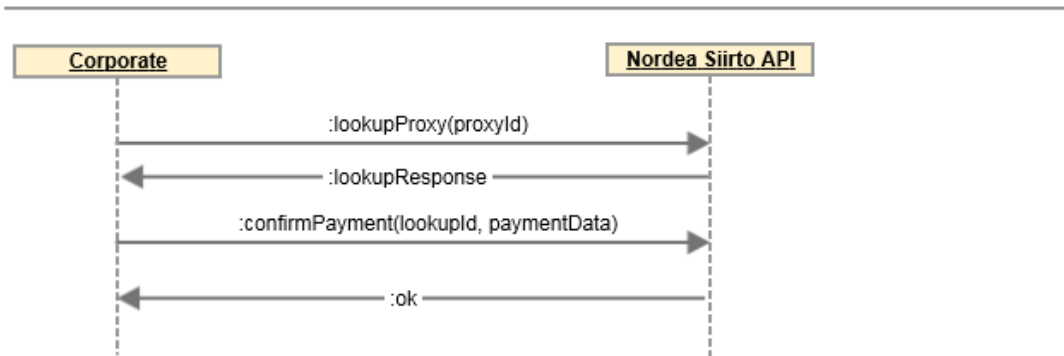 Corporate
Nordea Siirto API
:lookupProxy(proxyId)
:lookupResponse
:confirmPayment(lookupId, paymentData)
:ok